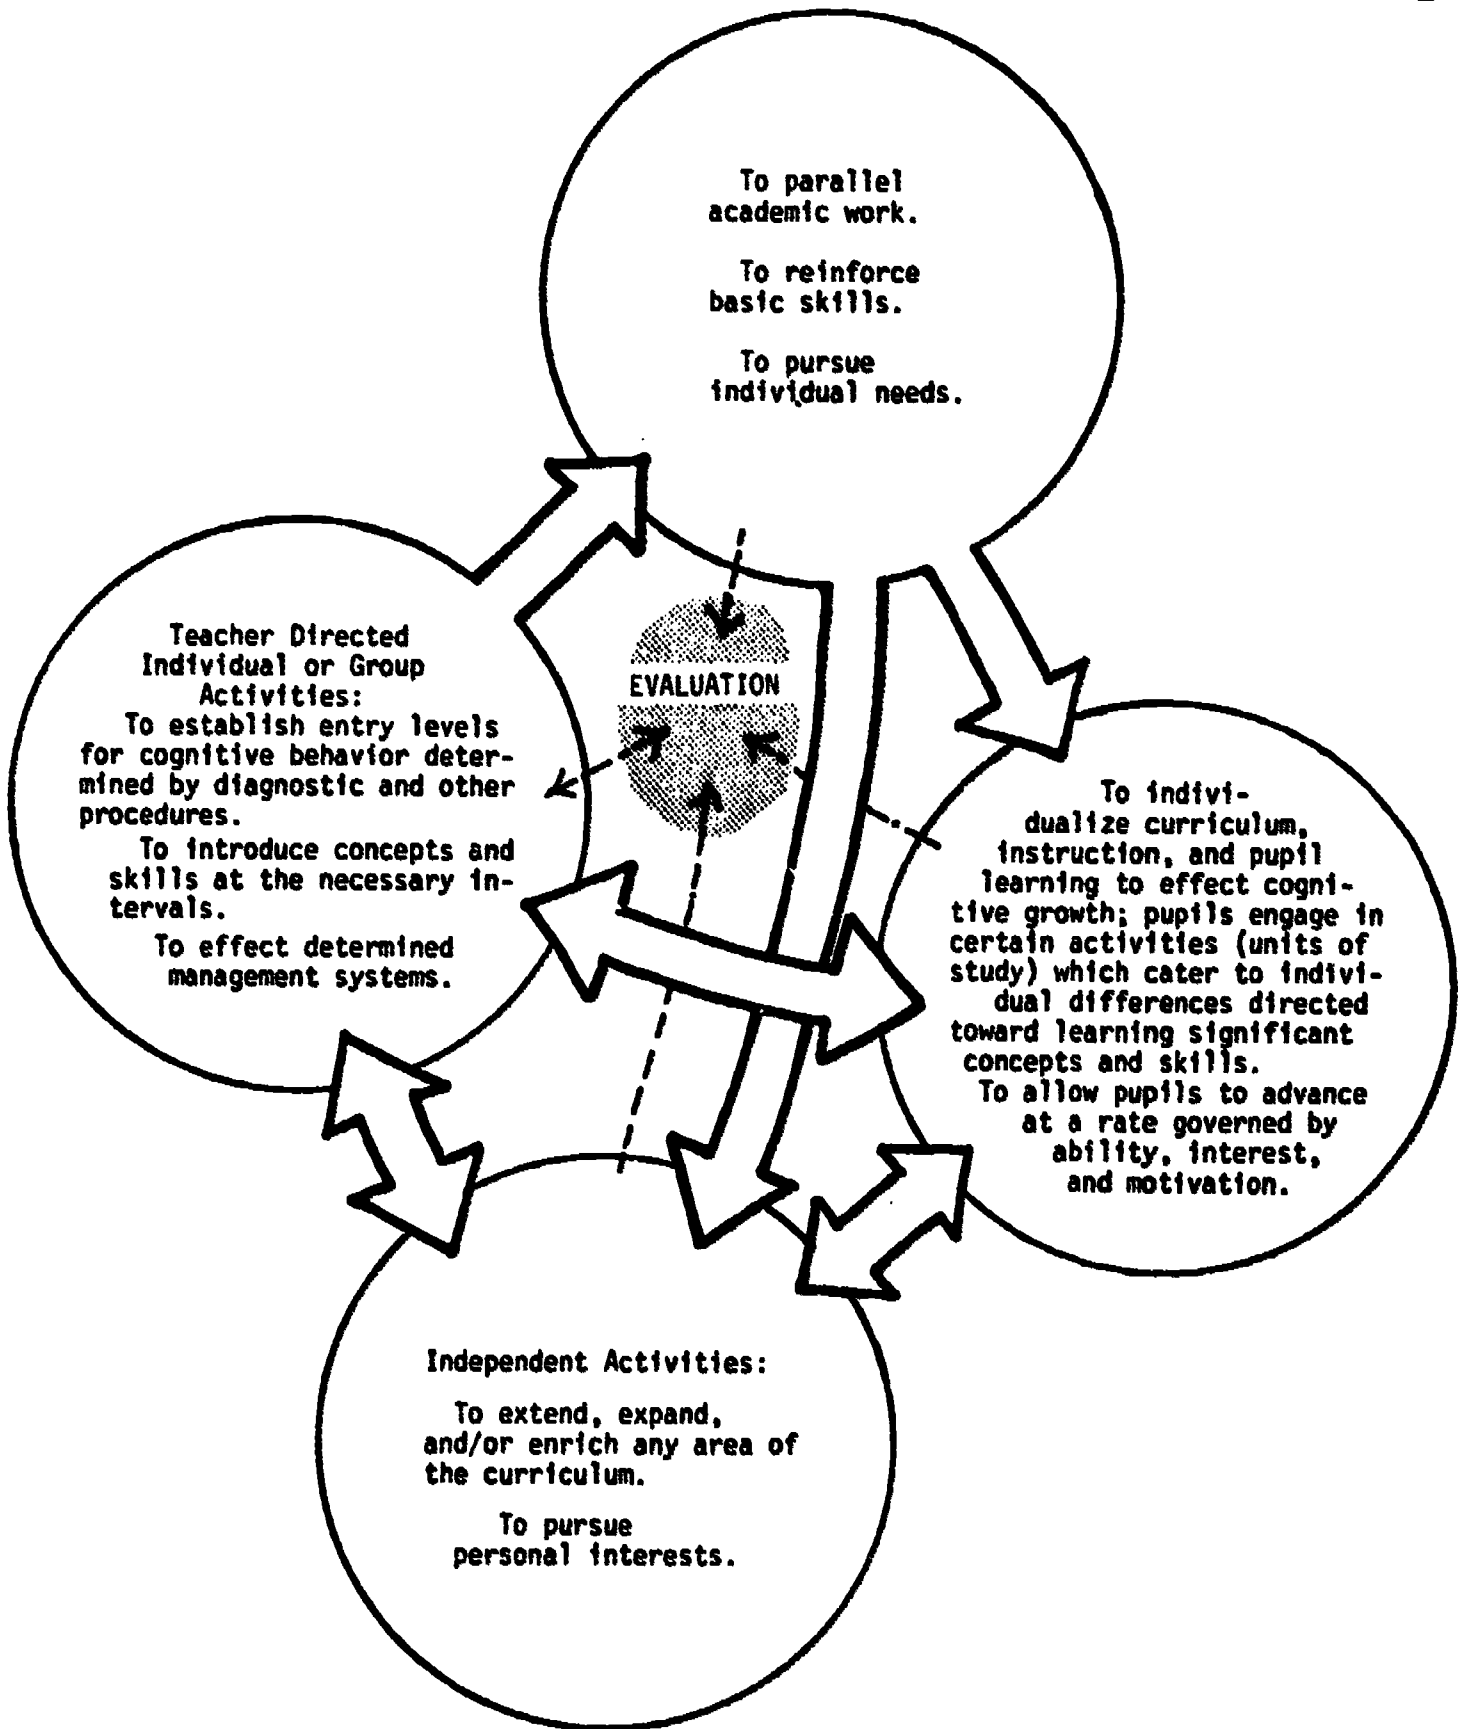 To parallel
academic work.
To reinforce
basic skills.
To pursue
individual needs.
Teacher Directed
Individual or Group
Activities:
To establish entry levels
for cognitive behavior deter-
mined by diagnostic and other
procedures.
To introduce concepts and
skills at the necessary in-
tervals.
To effect determined
management systems.
EVALUATION
To indivi-
dualize curriculum,
instruction, and pupil
learning to effect cogni-
tive growth; pupils engage in
certain activities (units of
study) which cater to indivi-
dual differences directed
toward learning significant
concepts and skills.
To allow pupils to advance
at a rate governed by
ability, interest,
and motivation.
Independent Activities:
To extend, expand,
and/or enrich any area of
the curriculum.
To pursue
personal interests.